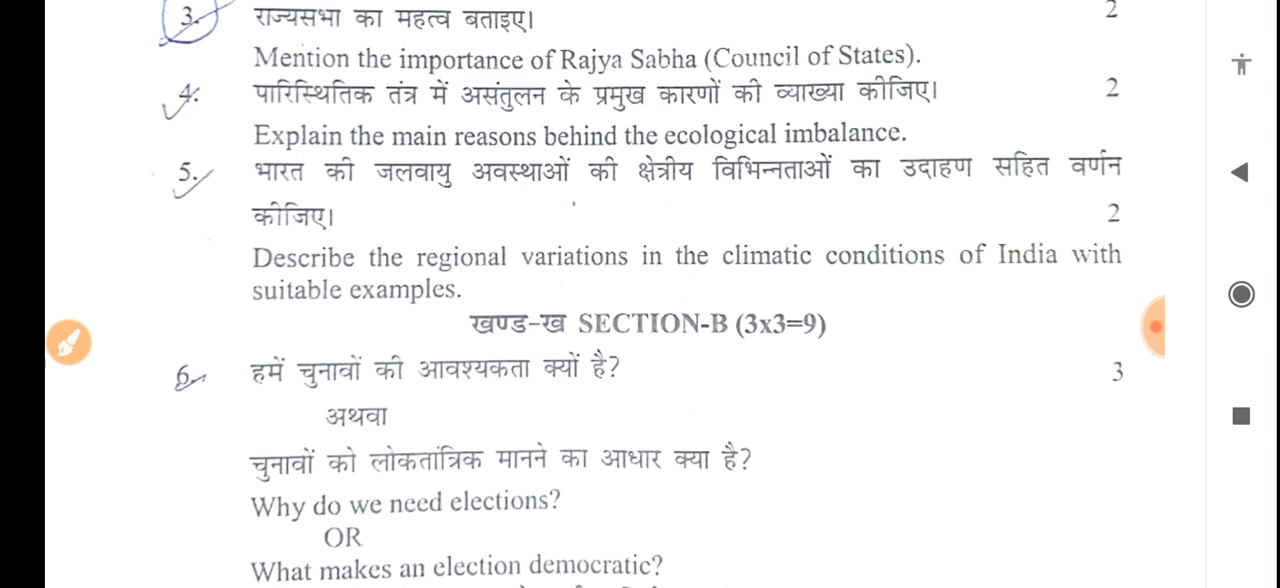 3. राज्यसभा का महत्व बताइए। 2
Mention the importance of Rajya Sabha (Council of States).
4. पारिस्थितिक तंत्र में असंतुलन के प्रमुख कारणों की व्याख्या कीजिए। 2
Explain the main reasons behind the ecological imbalance.
5. भारत की जलवायु अवस्थाओं की क्षेत्रीय विभिन्नताओं का उदाहण सहित वर्णन
कीजिए। 2
Describe the regional variations in the climatic conditions of India with
suitable examples.
खण्ड-ख SECTION-B (3x3=9)
6. हमें चुनावों की आवश्यकता क्यों है? 3
अथवा
चुनावों को लोकतांत्रिक मानने का आधार क्या है?
Why do we need elections?
OR
What makes an election democratic?